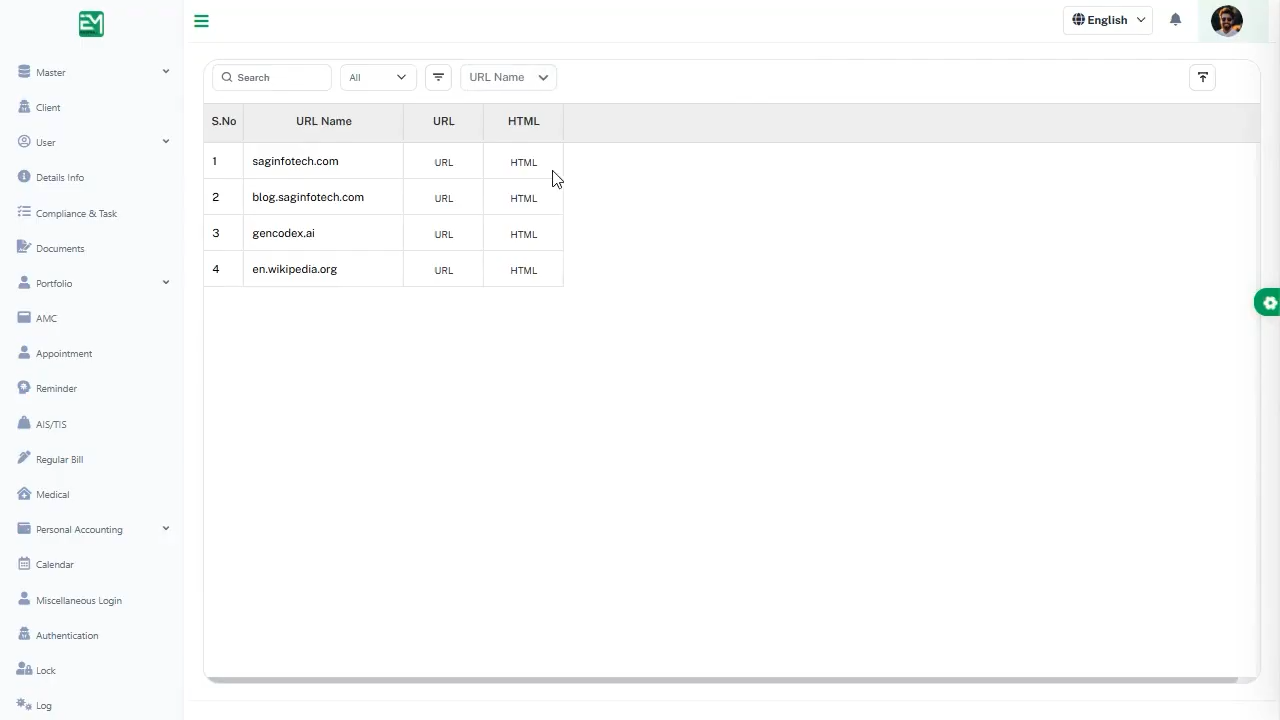 EM
English
Master
Client
User
Details Info
Compliance & Task
Documents
Portfolio
AMC
Appointment
Reminder
AIS/TIS
Regular Bill
Medical
Personal Accounting
Calendar
Miscellaneous Login
Authentication
Lock
Log
Search All URL Name
S.No URL Name URL HTML
1 saginfotech.com URL HTML
2 blog.saginfotech.com URL HTML
3 gencodex.ai URL HTML
4 en.wikipedia.org URL HTML